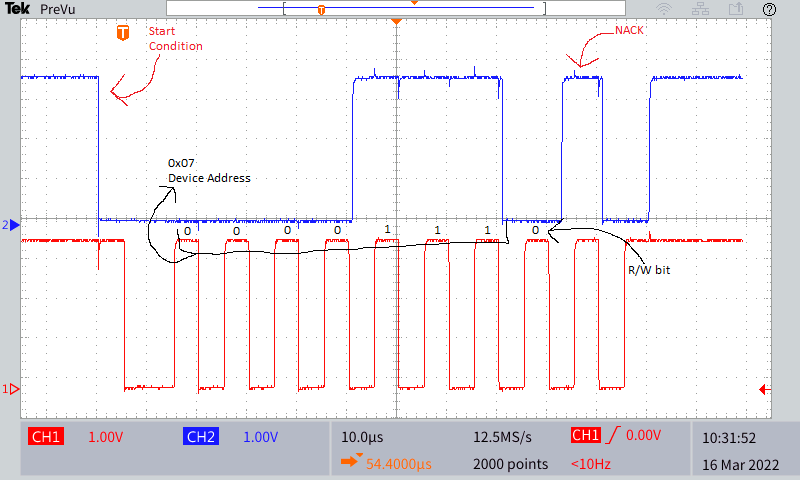 Tek PreVu
T
T
Start
Condition
NACK
0x07
Device Address
2
0 0 0 0 1 1 1 0
R/W bit
1
CH1 1.00V CH2 1.00V 10.0µs 12.5MS/s CH1 0.00V 10:31:52
54.4000µs 2000 points <10Hz 16 Mar 2022